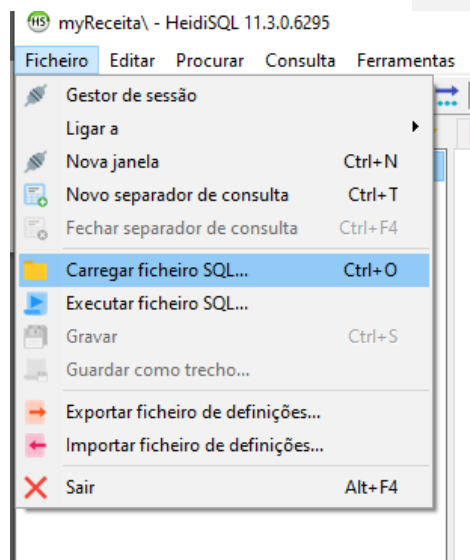 HS myReceita\ - HeidiSQL 11.3.0.6295
Ficheiro Editar Procurar Consulta Ferramentas
Gestor de sessão
Ligar a
Nova janela Ctrl+N
Novo separador de consulta Ctrl+T
Fechar separador de consulta Ctrl+F4
Carregar ficheiro SQL... Ctrl+O
Executar ficheiro SQL...
Gravar Ctrl+S
Guardar como trecho...
Exportar ficheiro de definições...
Importar ficheiro de definições...
Sair Alt+F4